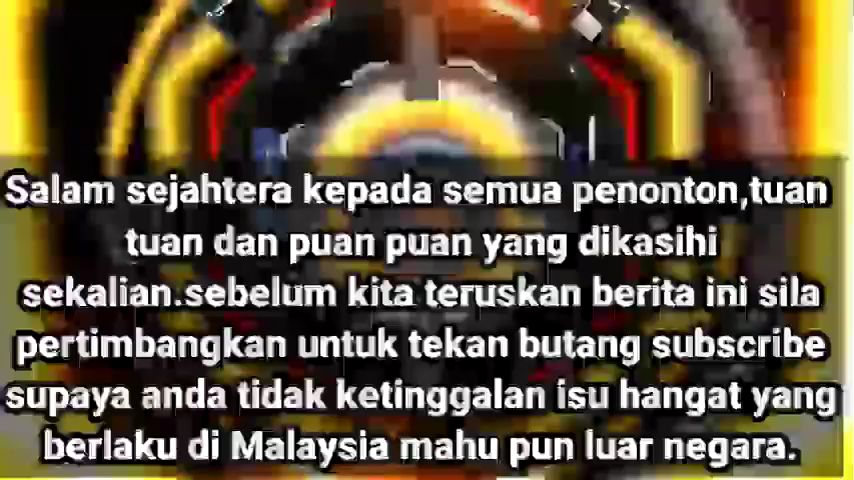 Salam sejahtera kepada semua penonton,tuan
tuan dan puan puan yang dikasihi
sekalian.sebelum kita teruskan berita ini sila
pertimbangkan untuk tekan butang subscribe
supaya anda tidak ketinggalan isu hangat yang
berlaku di Malaysia mahu pun luar negara.